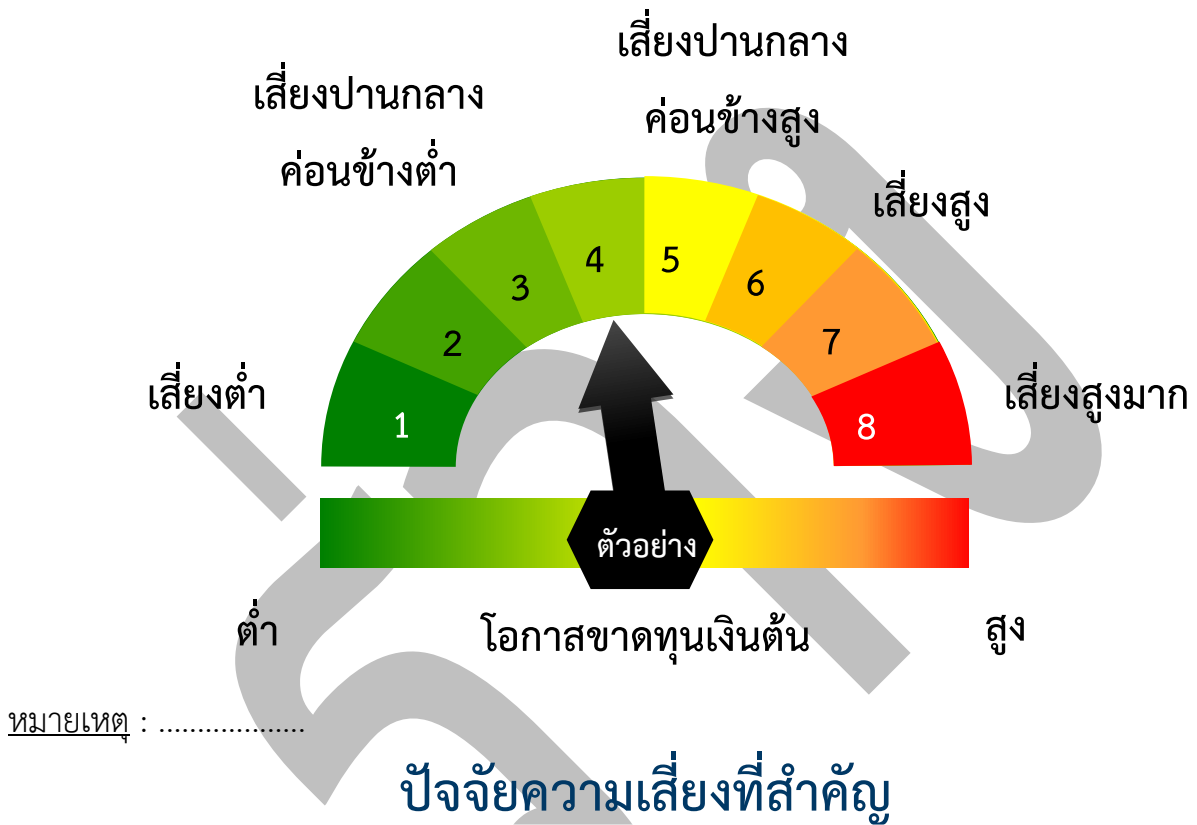 เสี่ยงปานกลาง
ค่อนข้างสูง
เสี่ยงปานกลาง
ค่อนข้างต่ำ
เสี่ยงสูง
4
5
3
6
2
7
เสี่ยงต่ำ
เสี่ยงสูงมาก
1
8
ตัวอย่าง
ต่ำ
โอกาสขาดทุนเงินต้น
สูง
หมายเหตุ : ...................
ปัจจัยความเสี่ยงที่สำคัญ